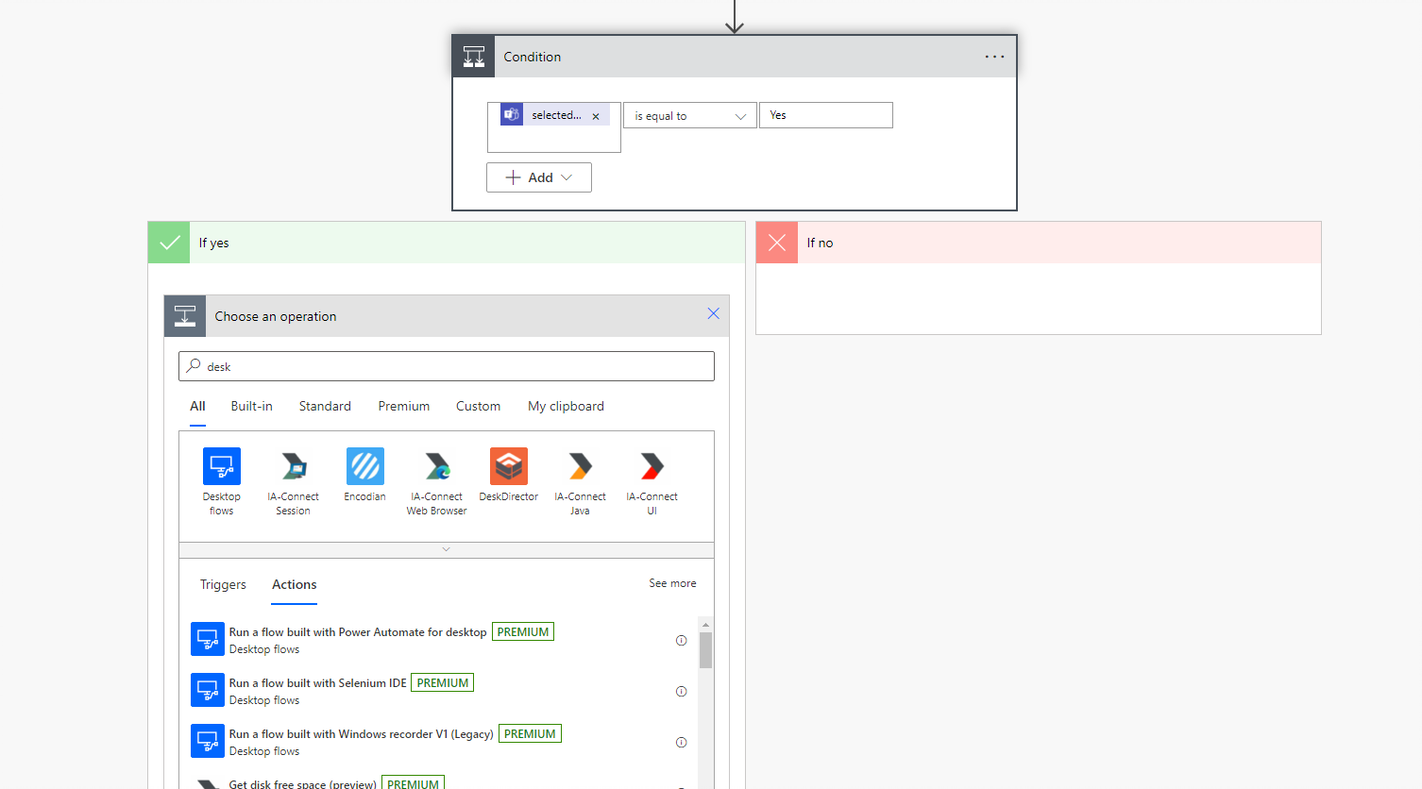 Condition
selected...
is equal to
Yes
Add
If yes
If no
Choose an operation
desk
All Built-in Standard Premium Custom My clipboard
Desktop flows
IA-Connect Session
Encodian
IA-Connect Web Browser
DeskDirector
IA-Connect Java
IA-Connect UI
Triggers Actions See more
Run a flow built with Power Automate for desktop PREMIUM
Desktop flows
Run a flow built with Selenium IDE PREMIUM
Desktop flows
Run a flow built with Windows recorder V1 (Legacy) PREMIUM
Desktop flows
Get disk free space (preview) PREMIUM